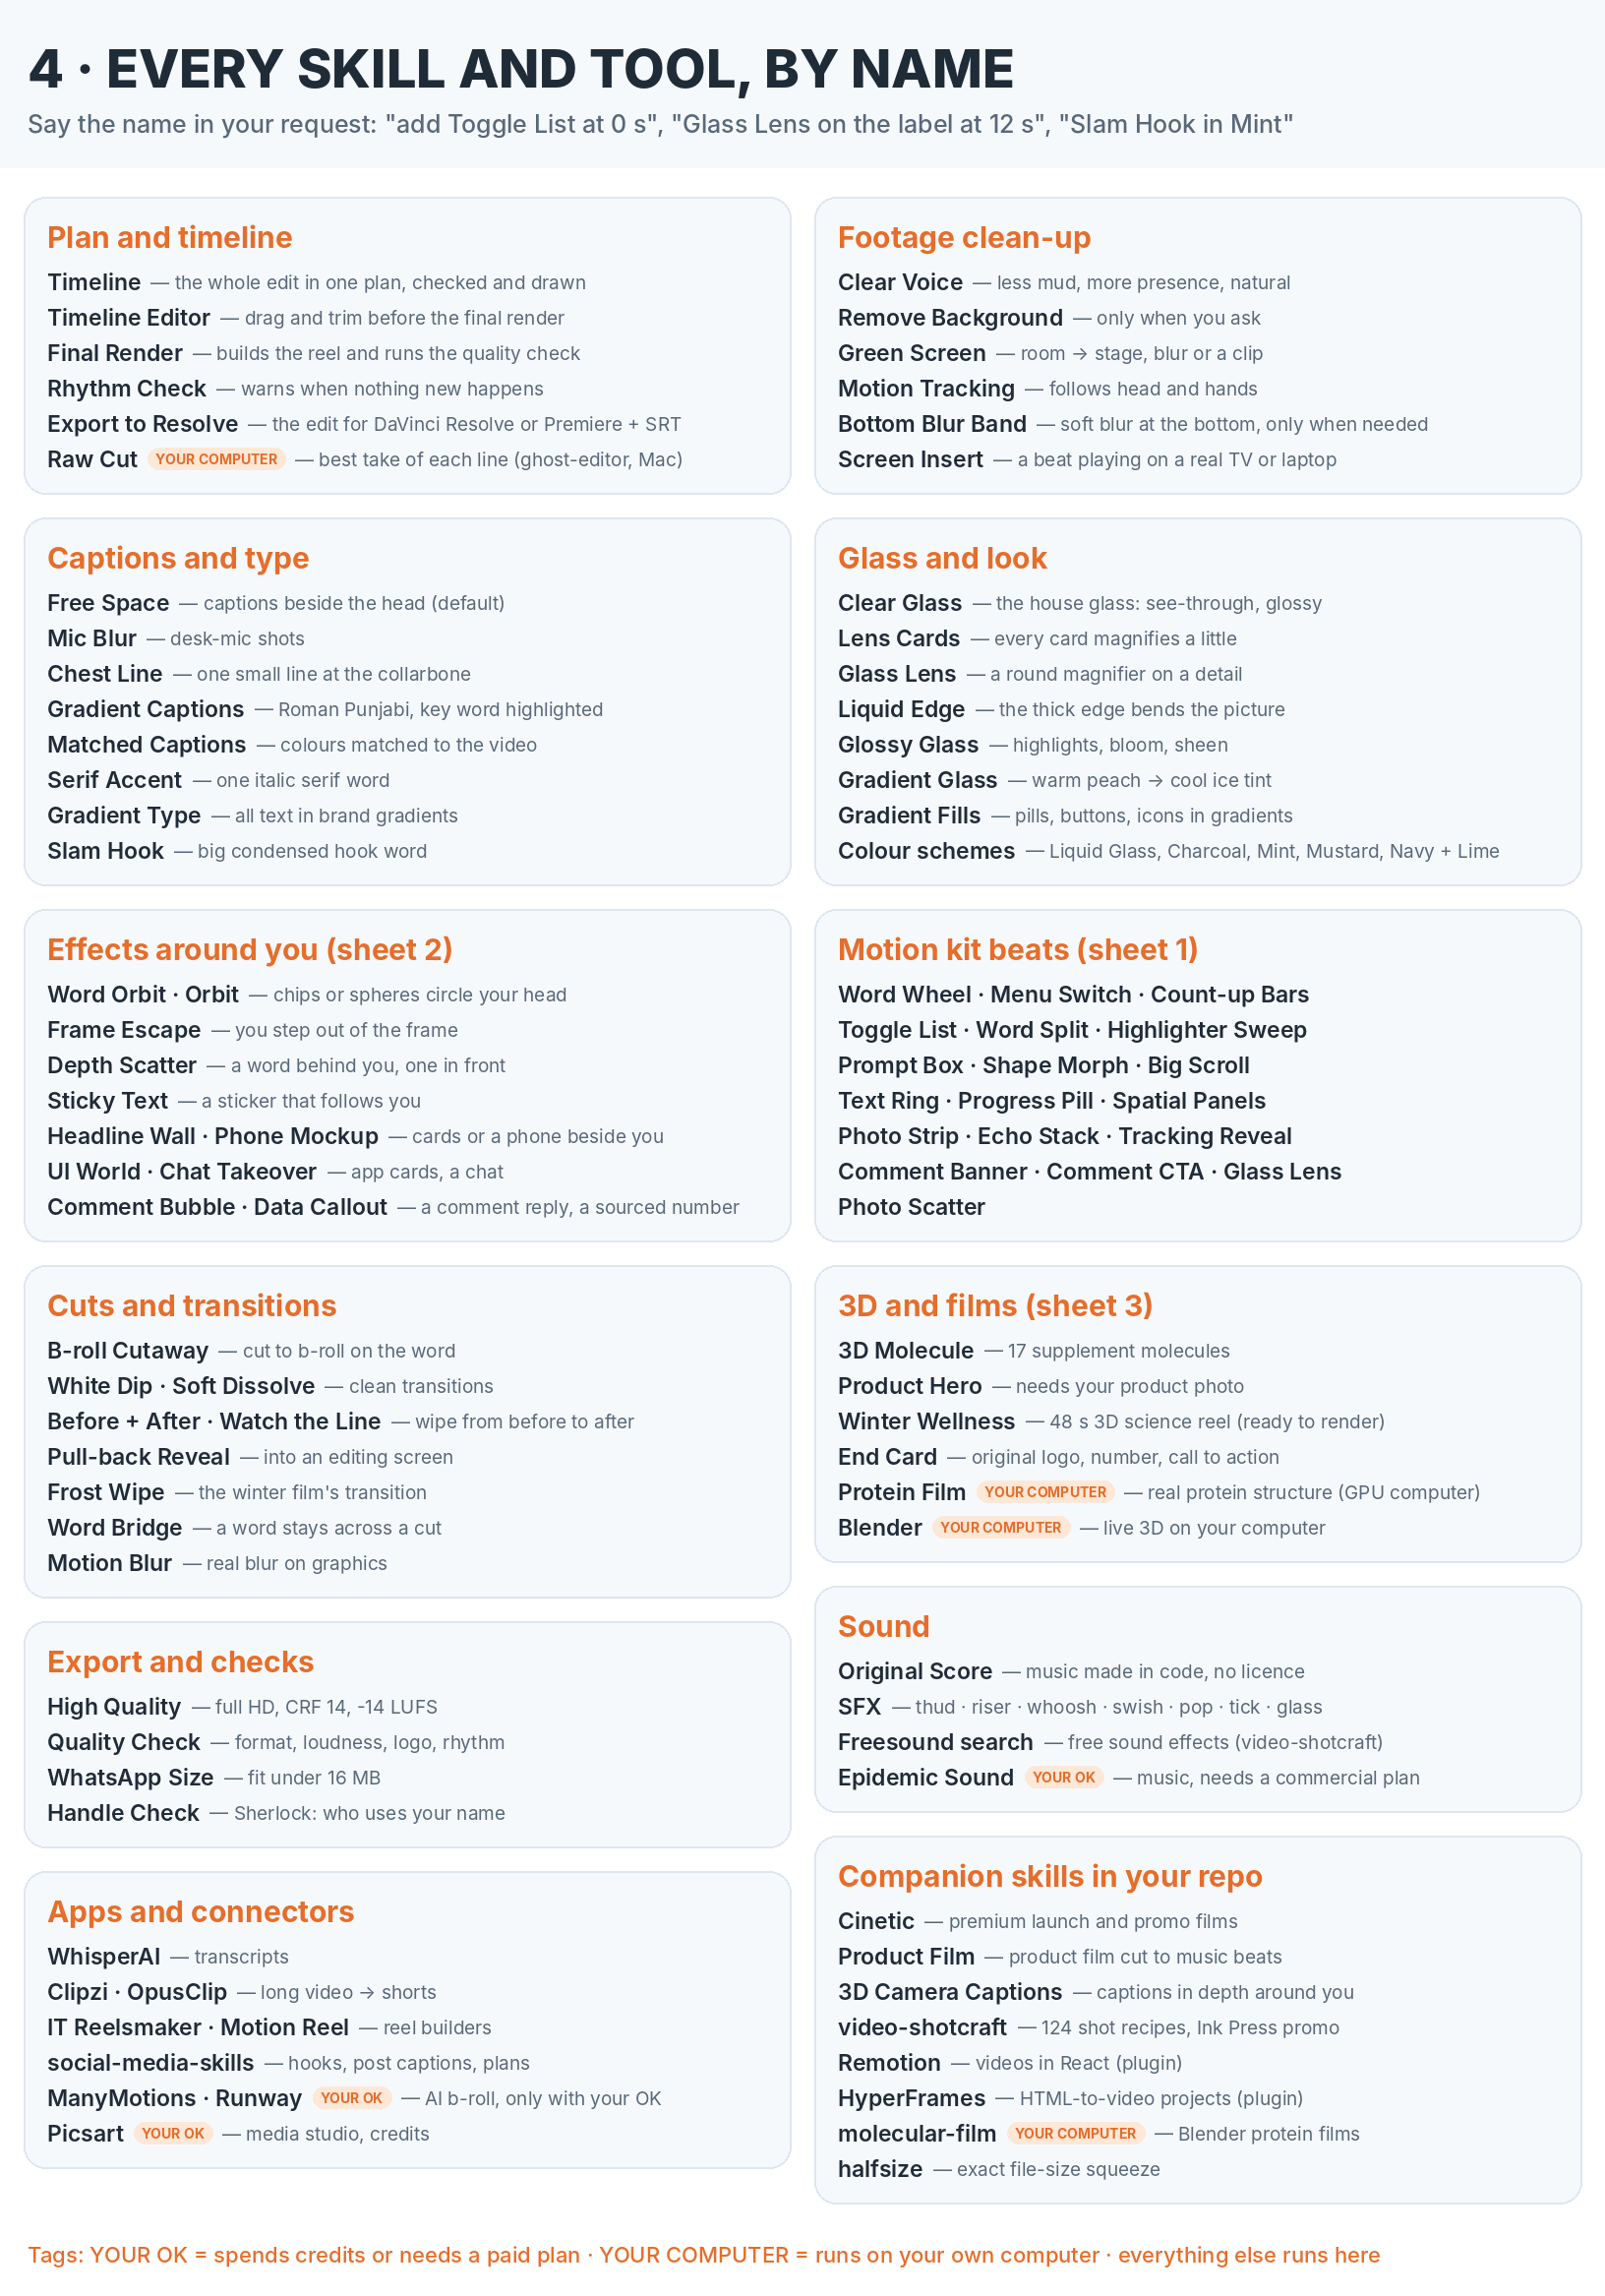 4 · EVERY SKILL AND TOOL, BY NAME
Say the name in your request: "add Toggle List at 0 s", "Glass Lens on the label at 12 s", "Slam Hook in Mint"
Plan and timeline
Timeline — the whole edit in one plan, checked and drawn
Timeline Editor — drag and trim before the final render
Final Render — builds the reel and runs the quality check
Rhythm Check — warns when nothing new happens
Export to Resolve — the edit for DaVinci Resolve or Premiere + SRT
Raw Cut YOUR COMPUTER — best take of each line (ghost-editor, Mac)
Captions and type
Free Space — captions beside the head (default)
Mic Blur — desk-mic shots
Chest Line — one small line at the collarbone
Gradient Captions — Roman Punjabi, key word highlighted
Matched Captions — colours matched to the video
Serif Accent — one italic serif word
Gradient Type — all text in brand gradients
Slam Hook — big condensed hook word
Effects around you (sheet 2)
Word Orbit · Orbit — chips or spheres circle your head
Frame Escape — you step out of the frame
Depth Scatter — a word behind you, one in front
Sticky Text — a sticker that follows you
Headline Wall · Phone Mockup — cards or a phone beside you
UI World · Chat Takeover — app cards, a chat
Comment Bubble · Data Callout — a comment reply, a sourced number
Cuts and transitions
B-roll Cutaway — cut to b-roll on the word
White Dip · Soft Dissolve — clean transitions
Before + After · Watch the Line — wipe from before to after
Pull-back Reveal — into an editing screen
Frost Wipe — the winter film's transition
Word Bridge — a word stays across a cut
Motion Blur — real blur on graphics
Export and checks
High Quality — full HD, CRF 14, -14 LUFS
Quality Check — format, loudness, logo, rhythm
WhatsApp Size — fit under 16 MB
Handle Check — Sherlock: who uses your name
Apps and connectors
WhisperAI — transcripts
Clipzi · OpusClip — long video → shorts
IT Reelsmaker · Motion Reel — reel builders
social-media-skills — hooks, post captions, plans
ManyMotions · Runway YOUR OK — AI b-roll, only with your OK
Picsart YOUR OK — media studio, credits
Footage clean-up
Clear Voice — less mud, more presence, natural
Remove Background — only when you ask
Green Screen — room → stage, blur or a clip
Motion Tracking — follows head and hands
Bottom Blur Band — soft blur at the bottom, only when needed
Screen Insert — a beat playing on a real TV or laptop
Glass and look
Clear Glass — the house glass: see-through, glossy
Lens Cards — every card magnifies a little
Glass Lens — a round magnifier on a detail
Liquid Edge — the thick edge bends the picture
Glossy Glass — highlights, bloom, sheen
Gradient Glass — warm peach → cool ice tint
Gradient Fills — pills, buttons, icons in gradients
Colour schemes — Liquid Glass, Charcoal, Mint, Mustard, Navy + Lime
Motion kit beats (sheet 1)
Word Wheel · Menu Switch · Count-up Bars
Toggle List · Word Split · Highlighter Sweep
Prompt Box · Shape Morph · Big Scroll
Text Ring · Progress Pill · Spatial Panels
Photo Strip · Echo Stack · Tracking Reveal
Comment Banner · Comment CTA · Glass Lens
Photo Scatter
3D and films (sheet 3)
3D Molecule — 17 supplement molecules
Product Hero — needs your product photo
Winter Wellness — 48 s 3D science reel (ready to render)
End Card — original logo, number, call to action
Protein Film YOUR COMPUTER — real protein structure (GPU computer)
Blender YOUR COMPUTER — live 3D on your computer
Sound
Original Score — music made in code, no licence
SFX — thud · riser · whoosh · swish · pop · tick · glass
Freesound search — free sound effects (video-shotcraft)
Epidemic Sound YOUR OK — music, needs a commercial plan
Companion skills in your repo
Cinetic — premium launch and promo films
Product Film — product film cut to music beats
3D Camera Captions — captions in depth around you
video-shotcraft — 124 shot recipes, Ink Press promo
Remotion — videos in React (plugin)
HyperFrames — HTML-to-video projects (plugin)
molecular-film YOUR COMPUTER — Blender protein films
halfsize — exact file-size squeeze
Tags: YOUR OK = spends credits or needs a paid plan · YOUR COMPUTER = runs on your own computer · everything else runs here